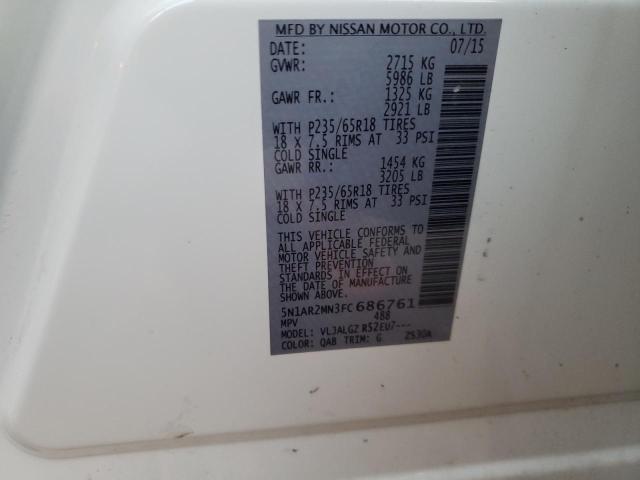 MFD BY NISSAN MOTOR CO., LTD.
DATE: 07/15
GVWR: 2715 KG
5986 LB
GAWR FR.: 1325 KG
2921 LB
WITH P235/65R18 TIRES
18 X 7.5 RIMS AT 33 PSI
COLD SINGLE
GAWR RR.: 1454 KG
3205 LB
WITH P235/65R18 TIRES
18 X 7.5 RIMS AT 33 PSI
COLD SINGLE
THIS VEHICLE CONFORMS TO
ALL APPLICABLE FEDERAL
MOTOR VEHICLE SAFETY AND
THEFT PREVENTION
STANDARDS IN EFFECT ON
THE DATE OF MANUFACTURE
SHOWN ABOVE.
5N1AR2MN3FC686761
MPV 488
MODEL: VLJALGZ R52EU7---
COLOR: QAB TRIM: G ZS30A